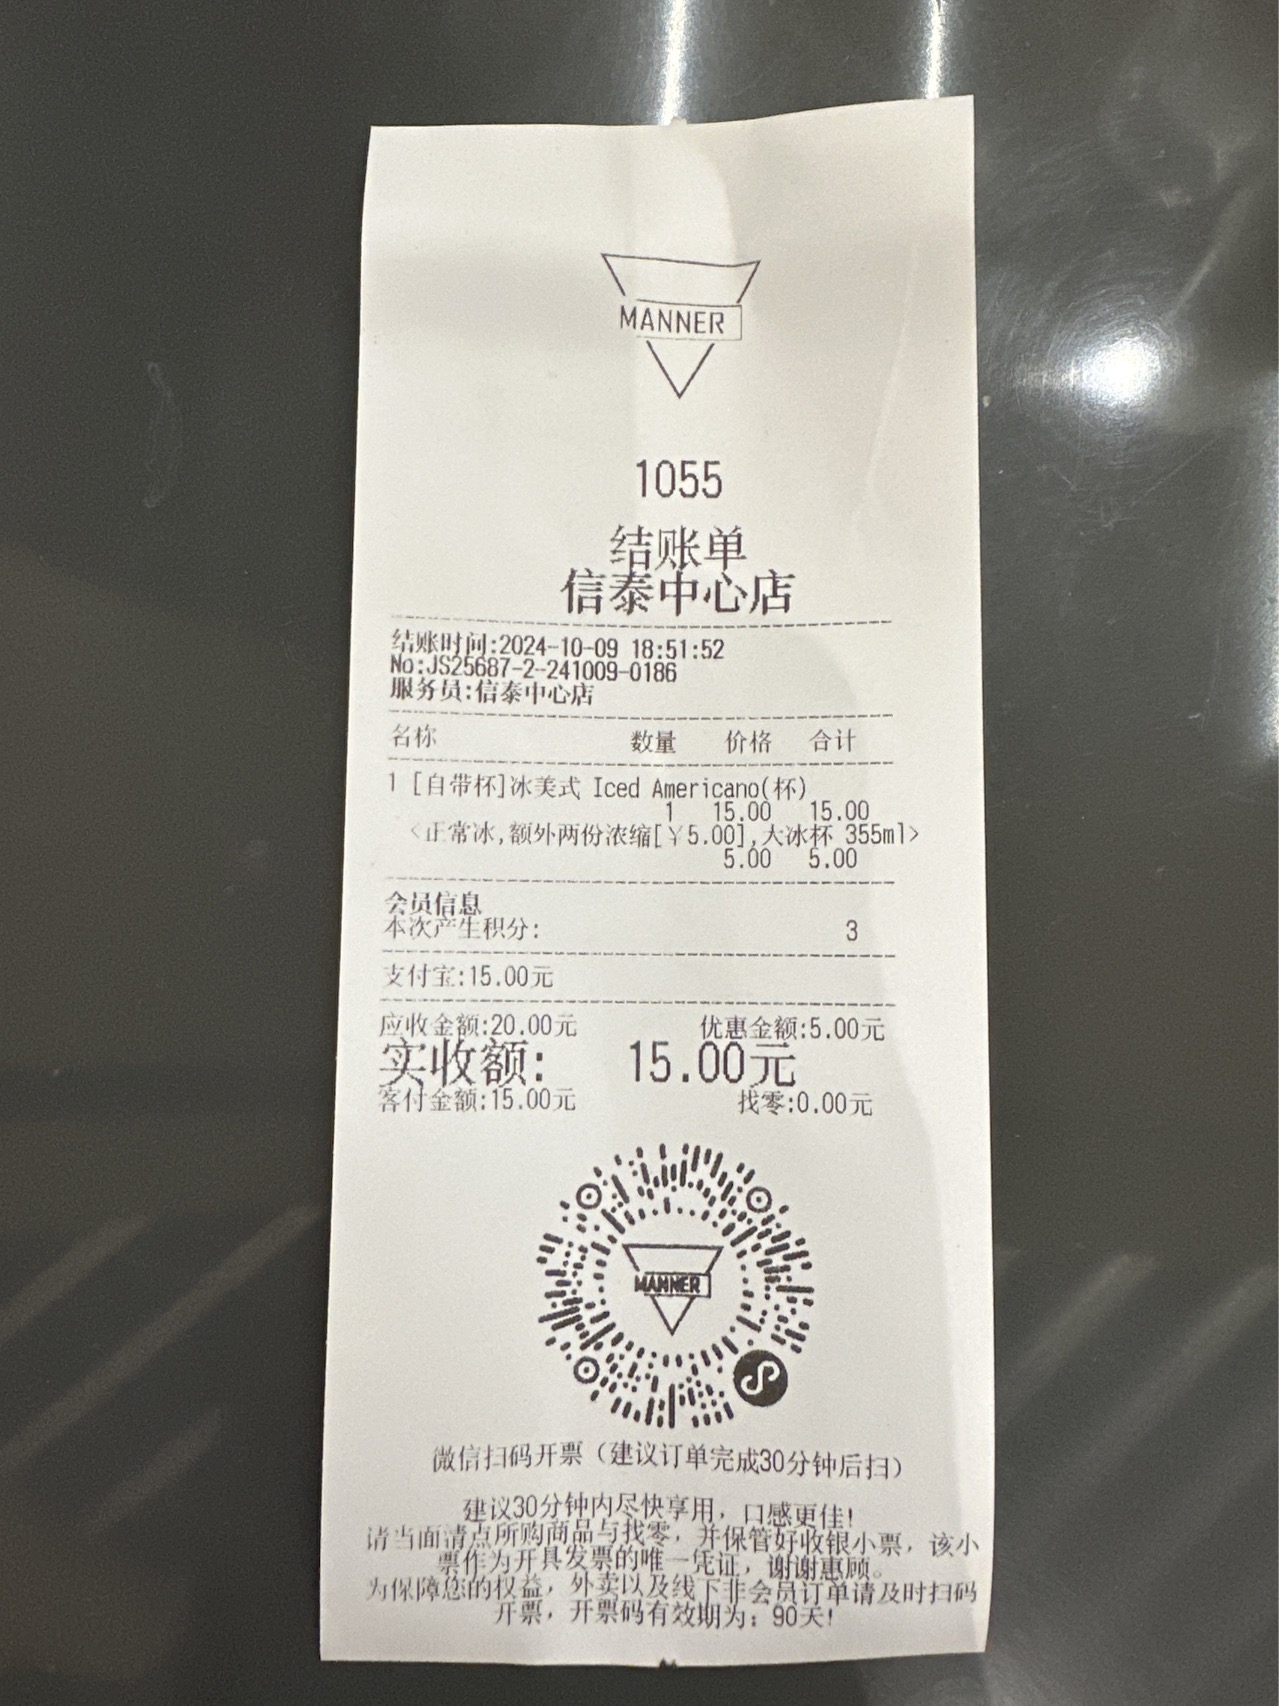 MANNER
1055
结账单
信泰中心店
结账时间:2024-10-09 18:51:52
No:JS25687-2-241009-0186
服务员:信泰中心店
名称 数量 价格 合计
1 [自带杯]冰美式 Iced Americano(杯)
1 15.00 15.00
<正常冰,额外两份浓缩[￥5.00],大冰杯 355ml>
5.00 5.00
会员信息
本次产生积分: 3
支付宝:15.00元
应收金额:20.00元 优惠金额:5.00元
实收额: 15.00元
客付金额:15.00元 找零:0.00元
MANNER
微信扫码开票（建议订单完成30分钟后扫）
建议30分钟内尽快享用，口感更佳!
请当面清点所购商品与找零，并保管好收银小票，该小
票作为开具发票的唯一凭证，谢谢惠顾。
为保障您的权益，外卖以及线下非会员订单请及时扫码
开票，开票码有效期为：90天!